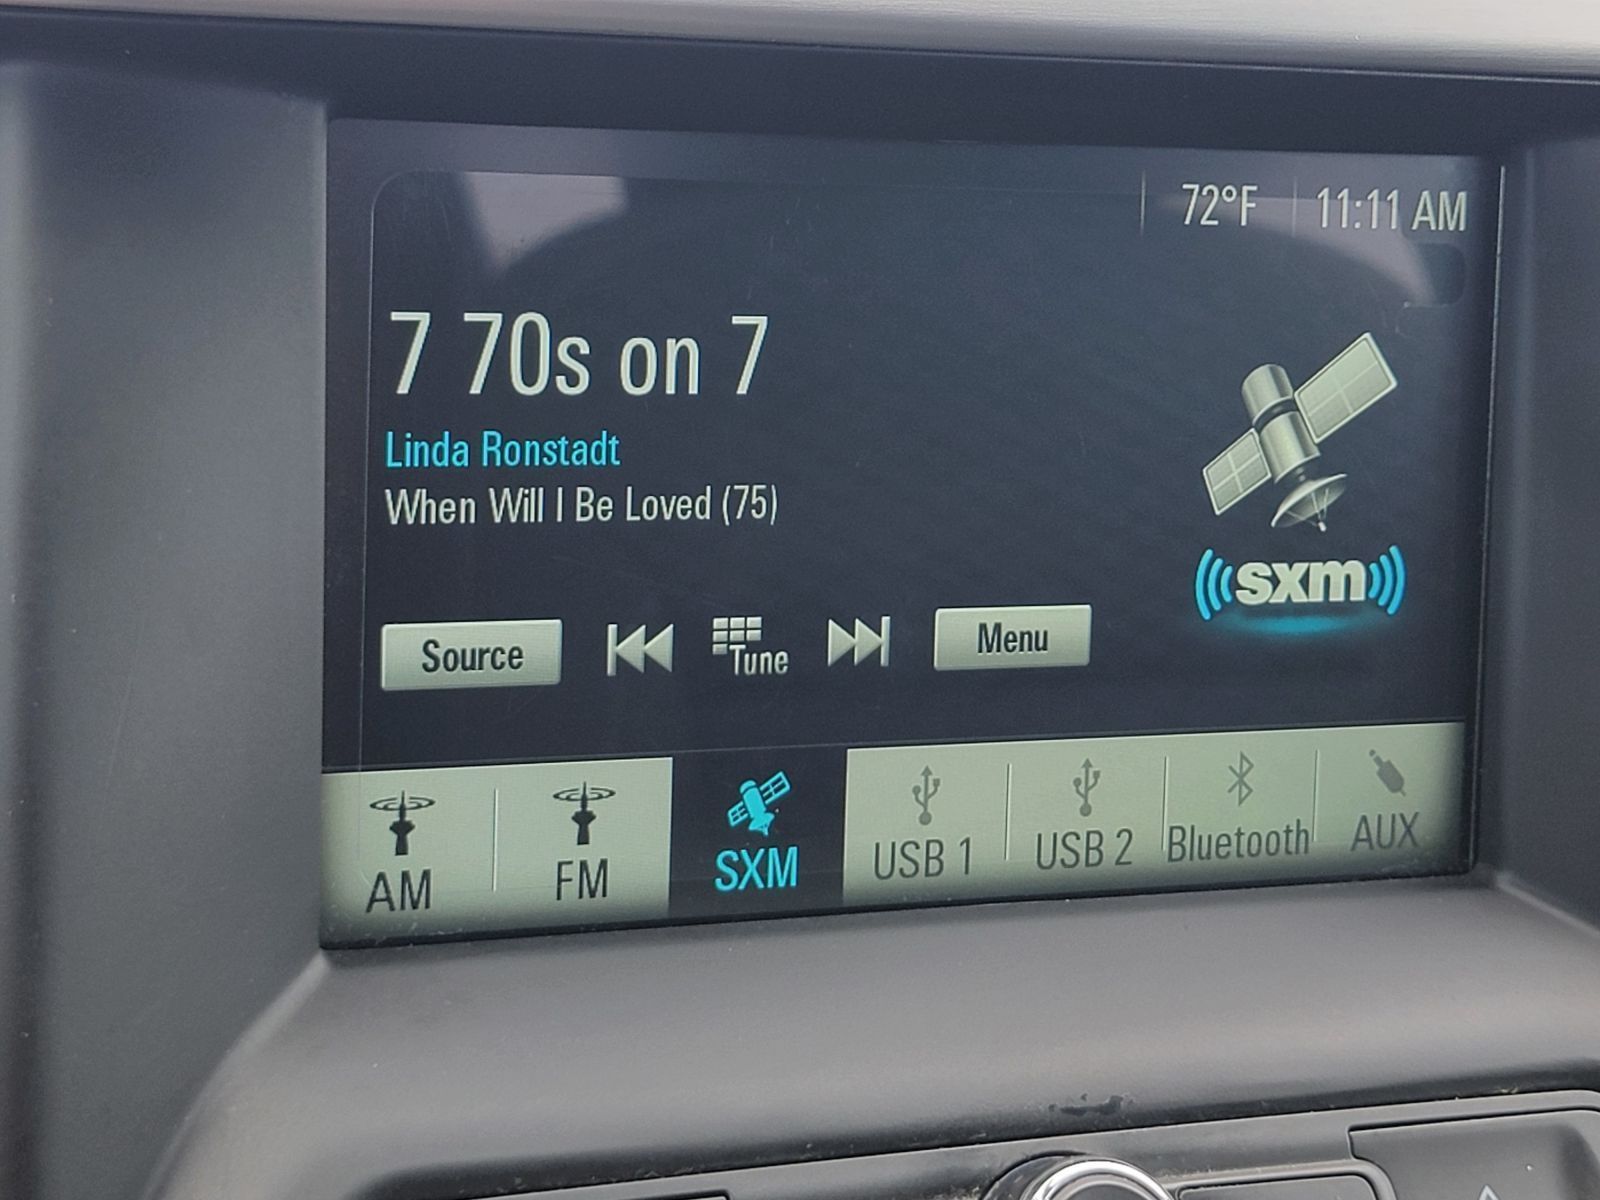 72°F 11:11 AM
7 70s on 7
Linda Ronstadt
When Will I Be Loved (75)
sxm
Source Tune Menu
AM FM SXM USB 1 USB 2 Bluetooth AUX